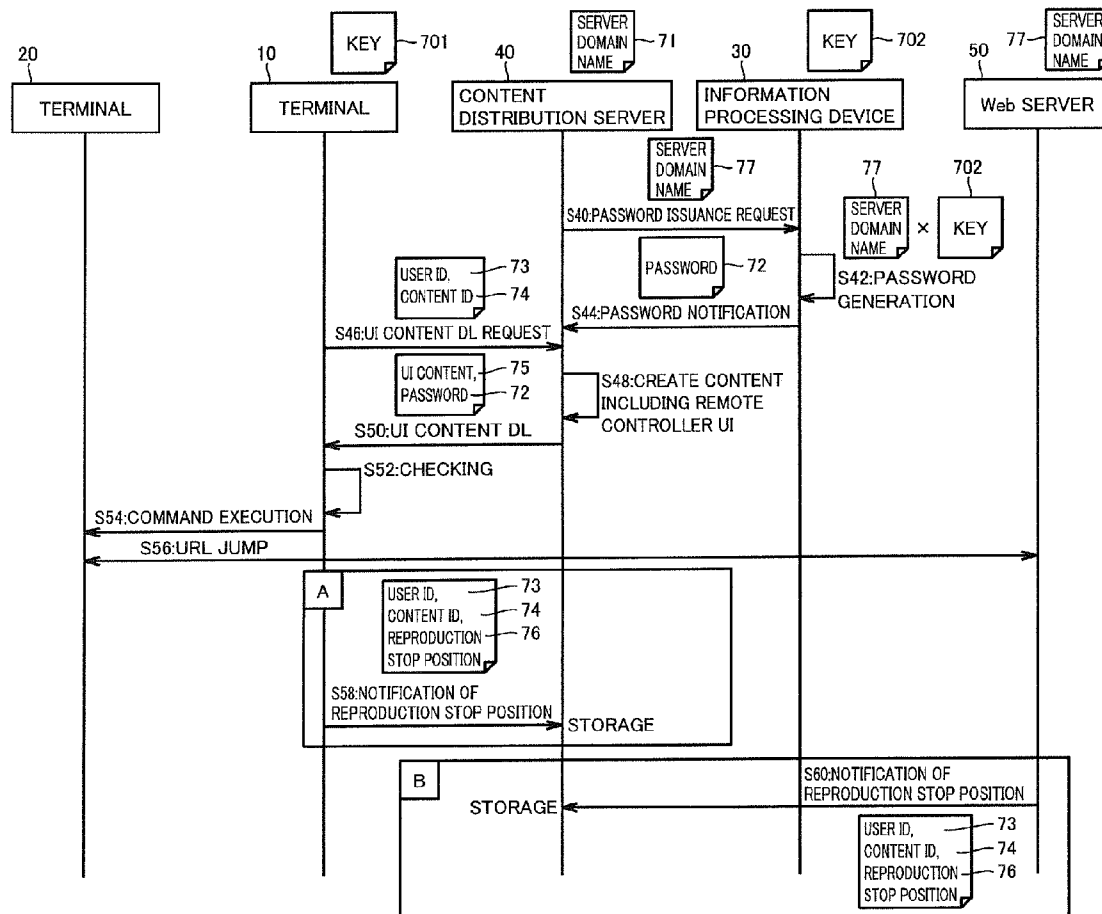 20
10
KEY
701
40
SERVER
DOMAIN
NAME
71
30
KEY
702
50
77
SERVER
DOMAIN
NAME
TERMINAL
TERMINAL
CONTENT
DISTRIBUTION SERVER
INFORMATION
PROCESSING DEVICE
Web SERVER
SERVER
DOMAIN
NAME
77
77
SERVER
DOMAIN
NAME
×
702
KEY
S40:PASSWORD ISSUANCE REQUEST
PASSWORD
72
S42:PASSWORD
GENERATION
USER ID,
CONTENT ID
73
74
S44:PASSWORD NOTIFICATION
S46:UI CONTENT DL REQUEST
UI CONTENT,
PASSWORD
75
72
S48:CREATE CONTENT
INCLUDING REMOTE
CONTROLLER UI
S50:UI CONTENT DL
S52:CHECKING
S54:COMMAND EXECUTION
S56:URL JUMP
A
USER ID,
CONTENT ID,
REPRODUCTION
STOP POSITION
73
74
76
S58:NOTIFICATION OF
REPRODUCTION STOP POSITION
STORAGE
B
S60:NOTIFICATION OF
REPRODUCTION STOP POSITION
STORAGE
USER ID,
CONTENT ID,
REPRODUCTION
STOP POSITION
73
74
76